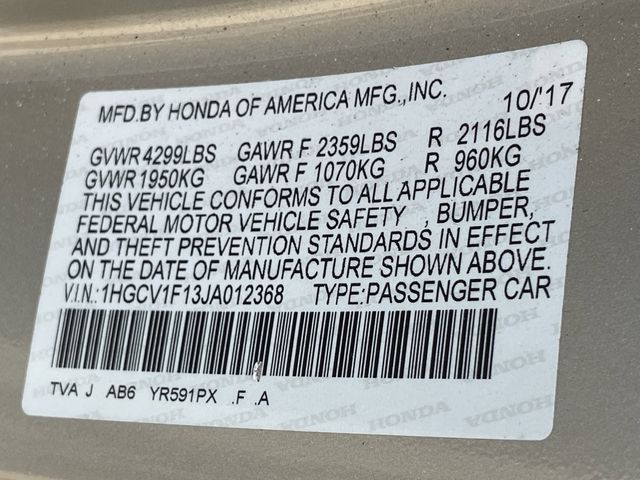 MFD.BY HONDA OF AMERICA MFG.,INC. 10/'17
GVWR 4299LBS GAWR F 2359LBS R 2116LBS
GVWR 1950KG GAWR F 1070KG R 960KG
THIS VEHICLE CONFORMS TO ALL APPLICABLE
FEDERAL MOTOR VEHICLE SAFETY , BUMPER,
AND THEFT PREVENTION STANDARDS IN EFFECT
ON THE DATE OF MANUFACTURE SHOWN ABOVE.
V.I.N.:1HGCV1F13JA012368 TYPE:PASSENGER CAR
TVA J AB6 YR591PX .F .A